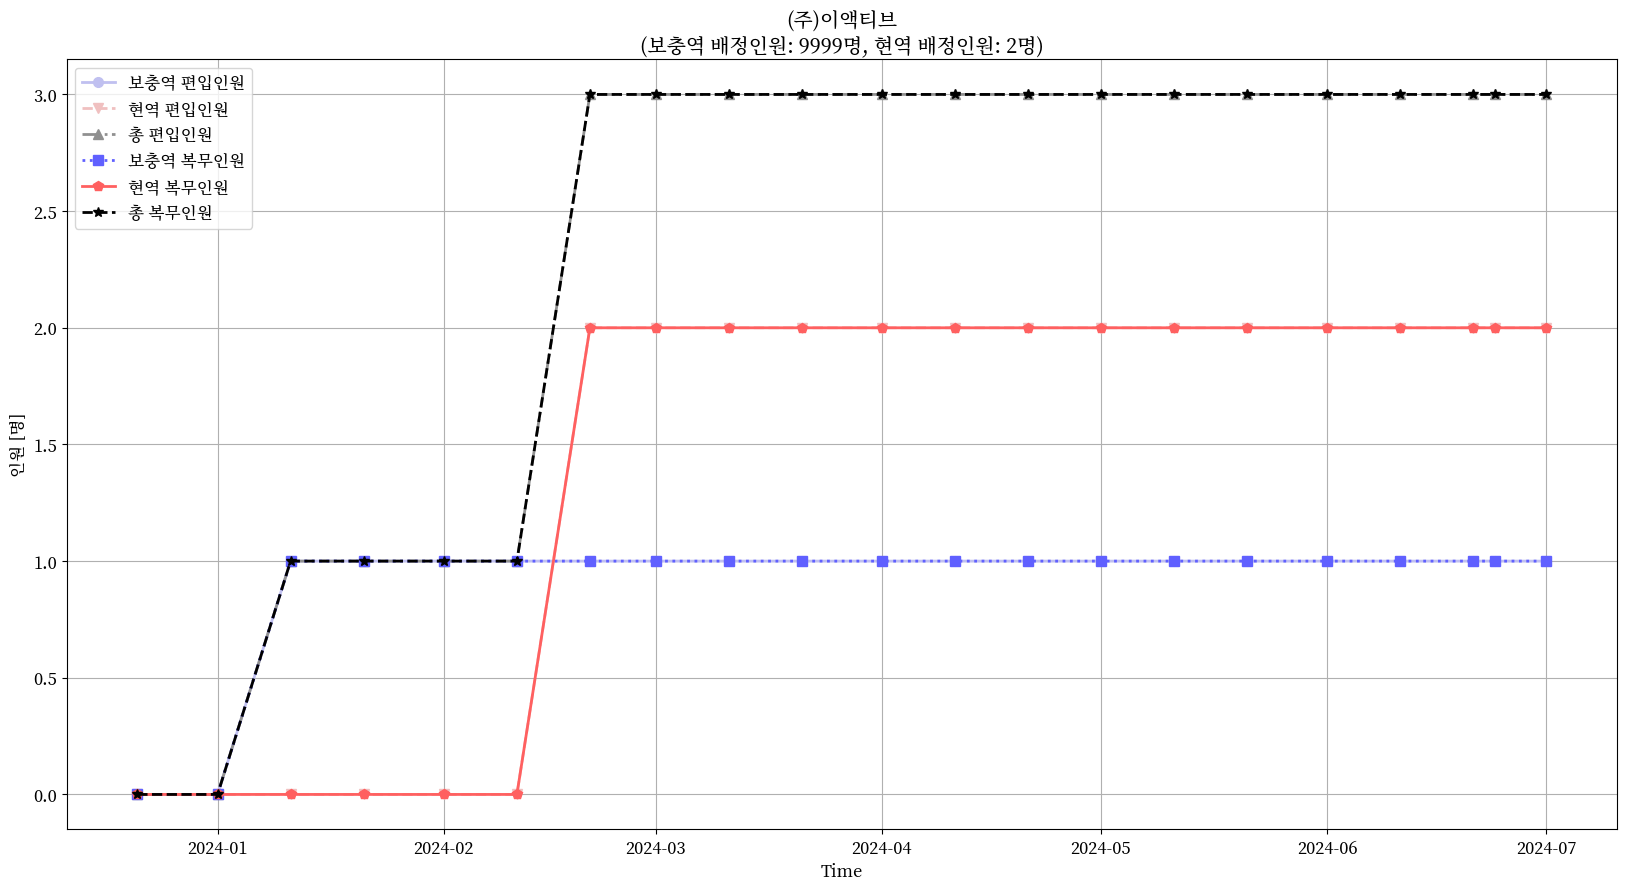 (주)이액티브
(보충역 배정인원: 9999명, 현역 배정인원: 2명)
보충역 편입인원
현역 편입인원
총 편입인원
보충역 복무인원
현역 복무인원
총 복무인원
3.0
2.5
2.0
1.5
1.0
0.5
0.0
인원 [명]
2024-01 2024-02 2024-03 2024-04 2024-05 2024-06 2024-07
Time